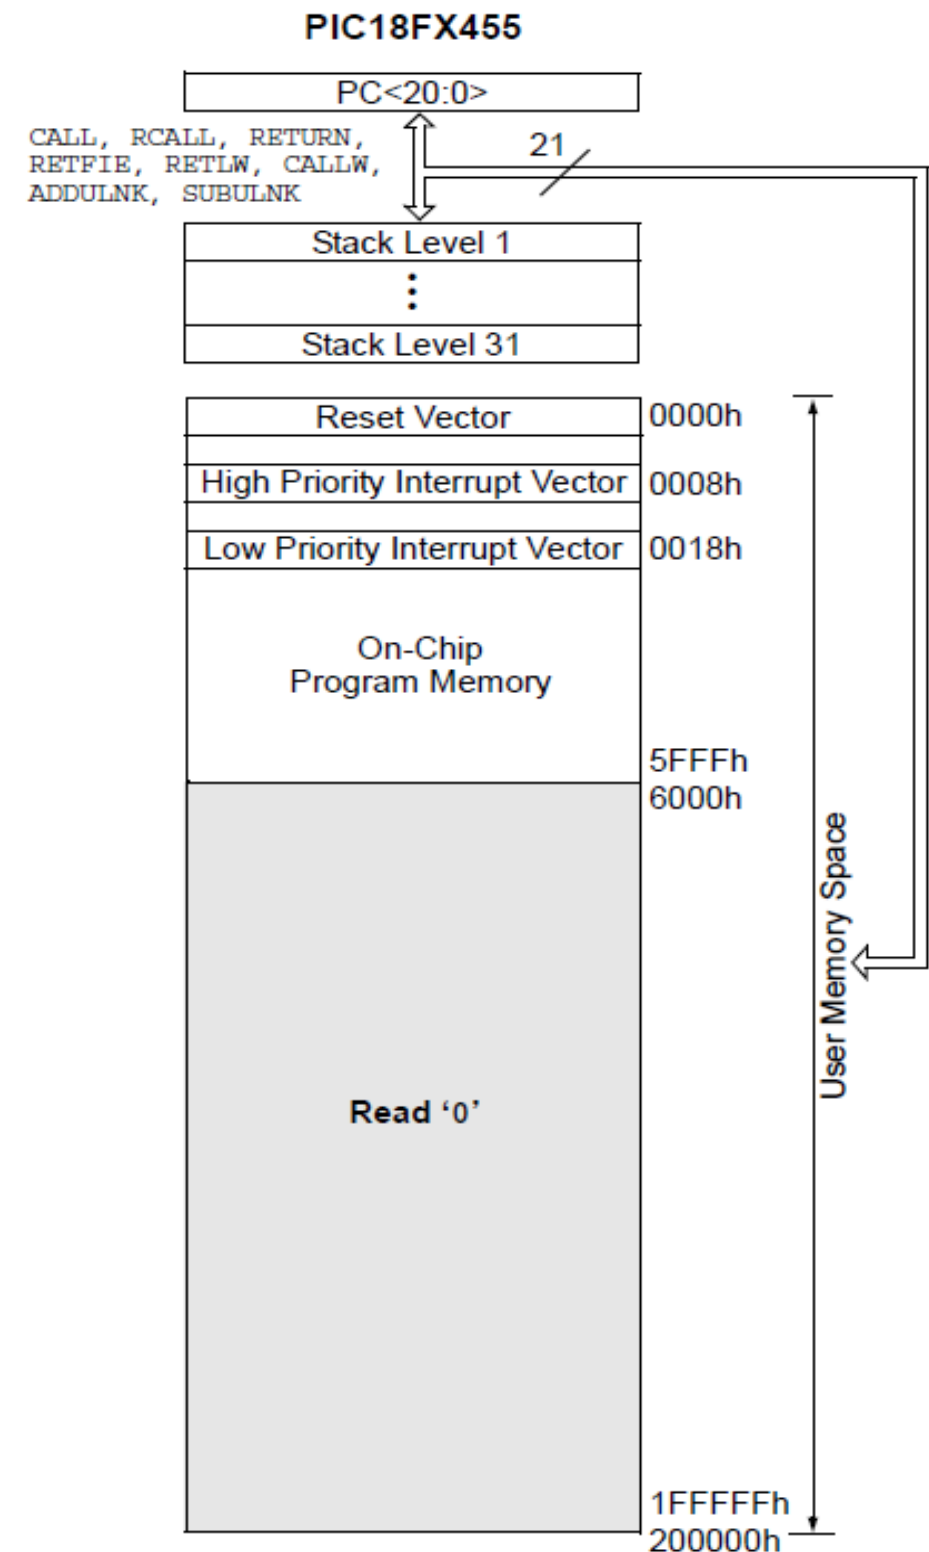 PIC18FX455
PC<20:0>
CALL, RCALL, RETURN,
RETFIE, RETLW, CALLW,
ADDULNK, SUBULNK
21
Stack Level 1
Stack Level 31
Reset Vector
0000h
High Priority Interrupt Vector
0008h
Low Priority Interrupt Vector
0018h
On-Chip
Program Memory
5FFFh
6000h
User Memory Space
Read ‘0’
1FFFFFh
200000h